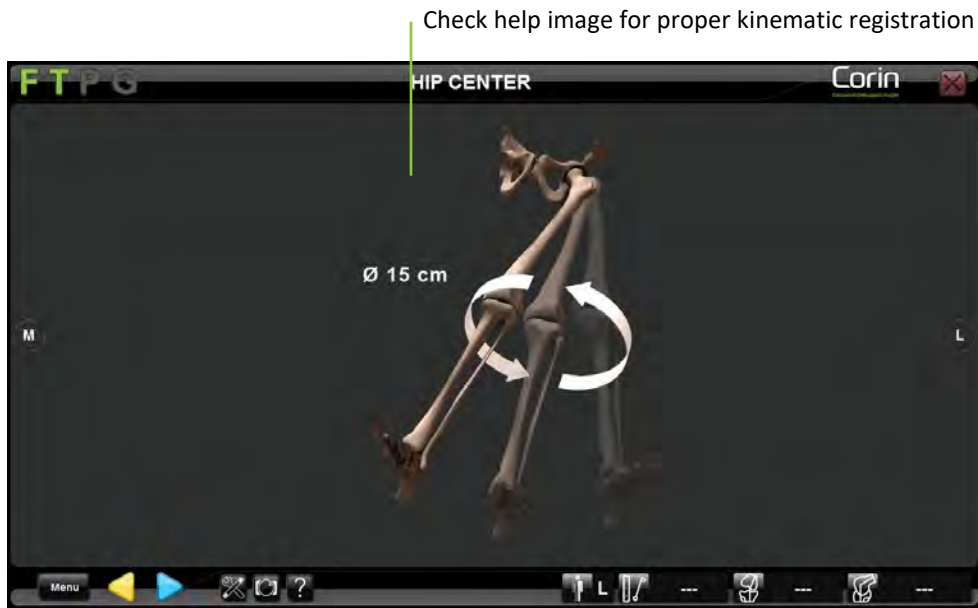 Check help image for proper kinematic registration
F T P G
HIP CENTER
Corin
Ø 15 cm
M
L
Menu
?
L
---
---
---